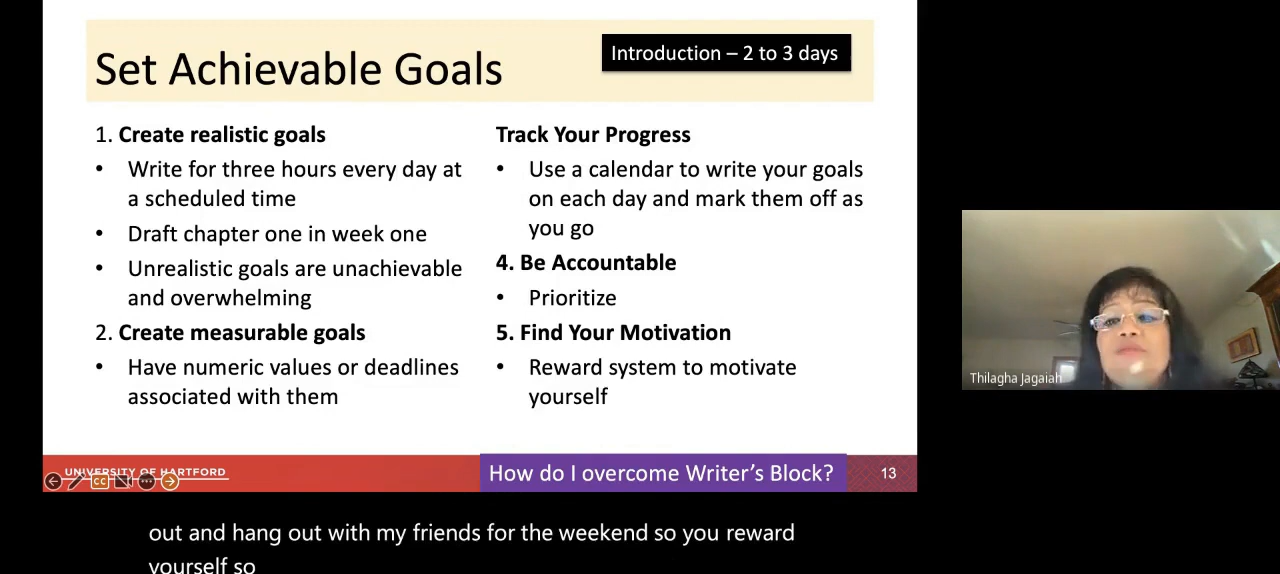 Set Achievable Goals
Introduction – 2 to 3 days
1. Create realistic goals
• Write for three hours every day at
a scheduled time
• Draft chapter one in week one
• Unrealistic goals are unachievable
and overwhelming
2. Create measurable goals
• Have numeric values or deadlines
associated with them
Track Your Progress
• Use a calendar to write your goals
on each day and mark them off as
you go
4. Be Accountable
• Prioritize
5. Find Your Motivation
• Reward system to motivate
yourself
UNIVERSITY OF HARTFORD
CC
How do I overcome Writer's Block?
13
Thilagha Jagaiah
out and hang out with my friends for the weekend so you reward
yourself so